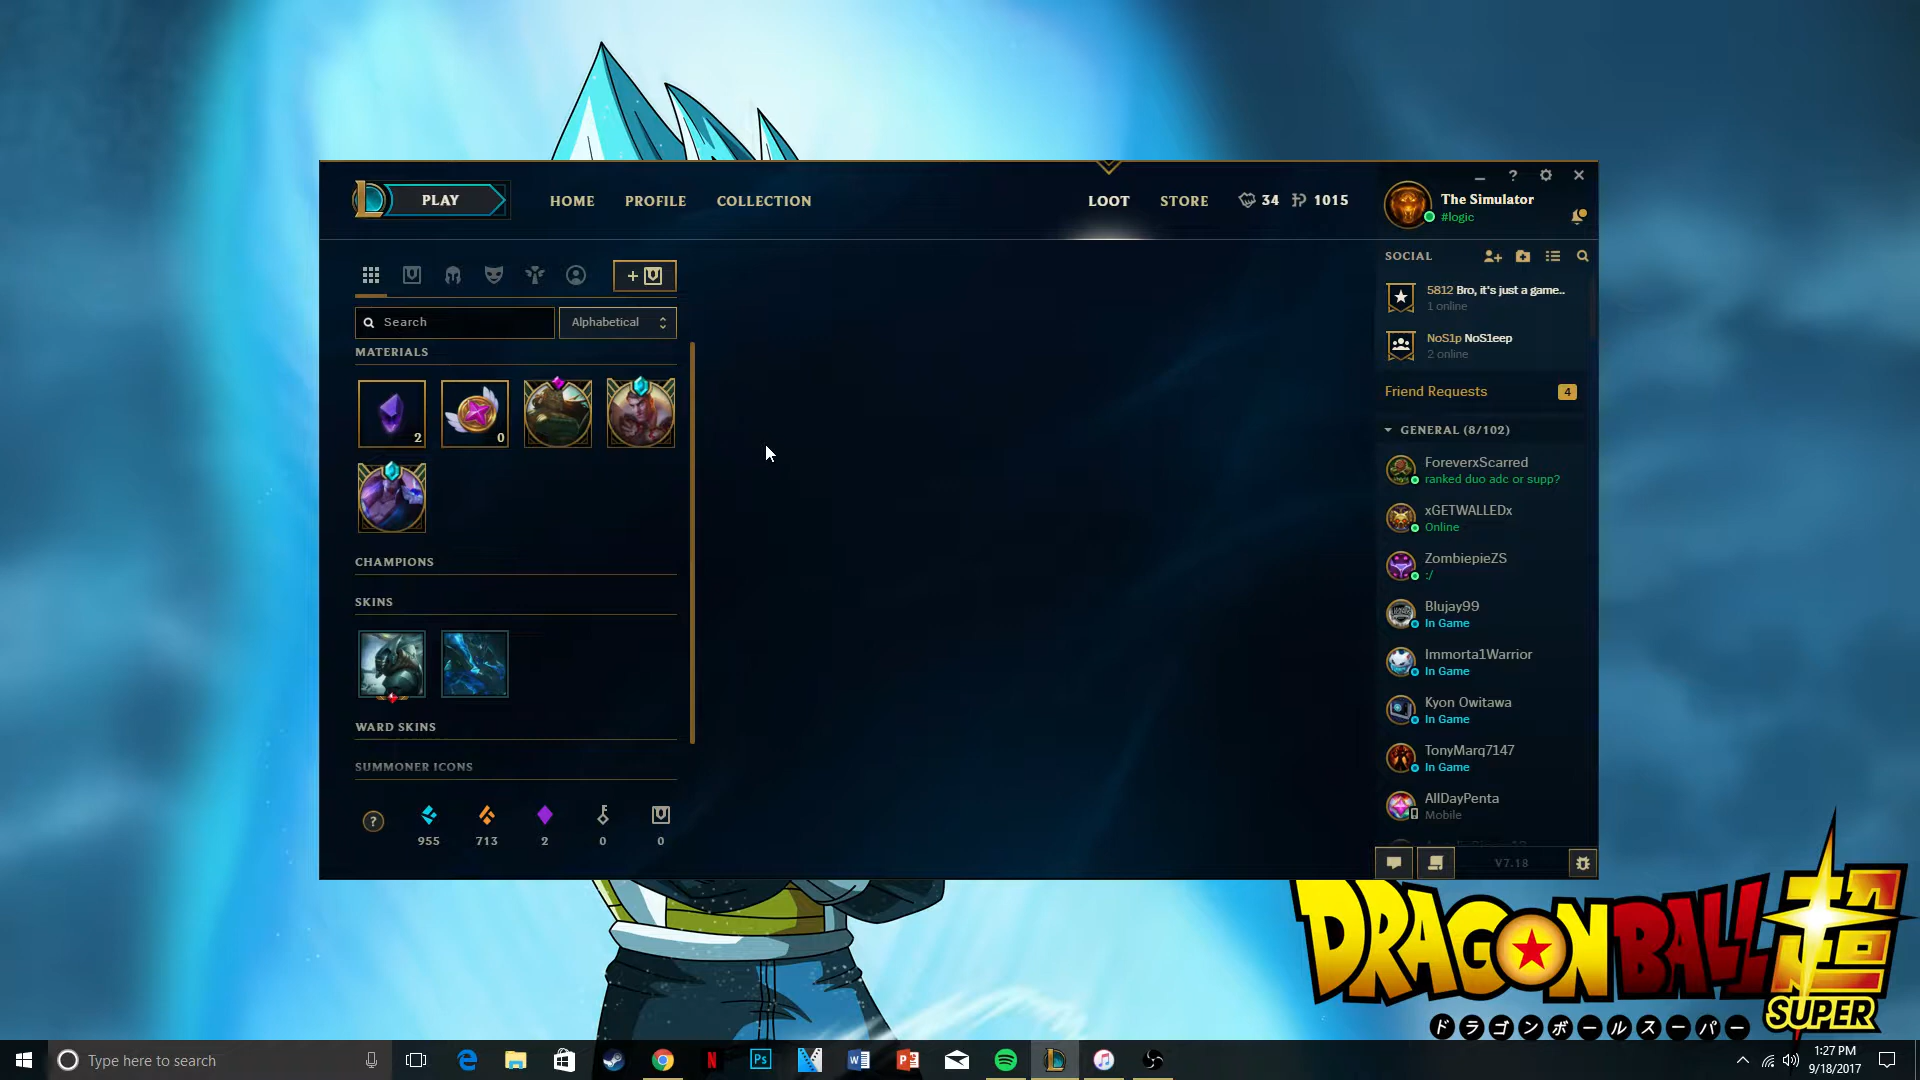 PLAY
HOME
PROFILE
COLLECTION
LOOT
STORE
34
1015
?
The Simulator
#logic
Search
Alphabetical
MATERIALS
2
0
CHAMPIONS
SKINS
WARD SKINS
SUMMONER ICONS
?
955
713
2
0
0
SOCIAL
5812 Bro, it's just a game..
1 online
NoS1p NoS1eep
2 online
Friend Requests
4
GENERAL (8/102)
ForeverxScarred
ranked duo adc or supp?
xGETWALLEDx
Online
ZombiepieZS
:/
Blujay99
In Game
Immorta1Warrior
In Game
Kyon Owitawa
In Game
TonyMarq7147
In Game
AllDayPenta
Mobile
V7.18
DRAGON BALL 超
SUPER
ドラゴンボールスーパー
Type here to search
Ps
1:27 PM
9/18/2017